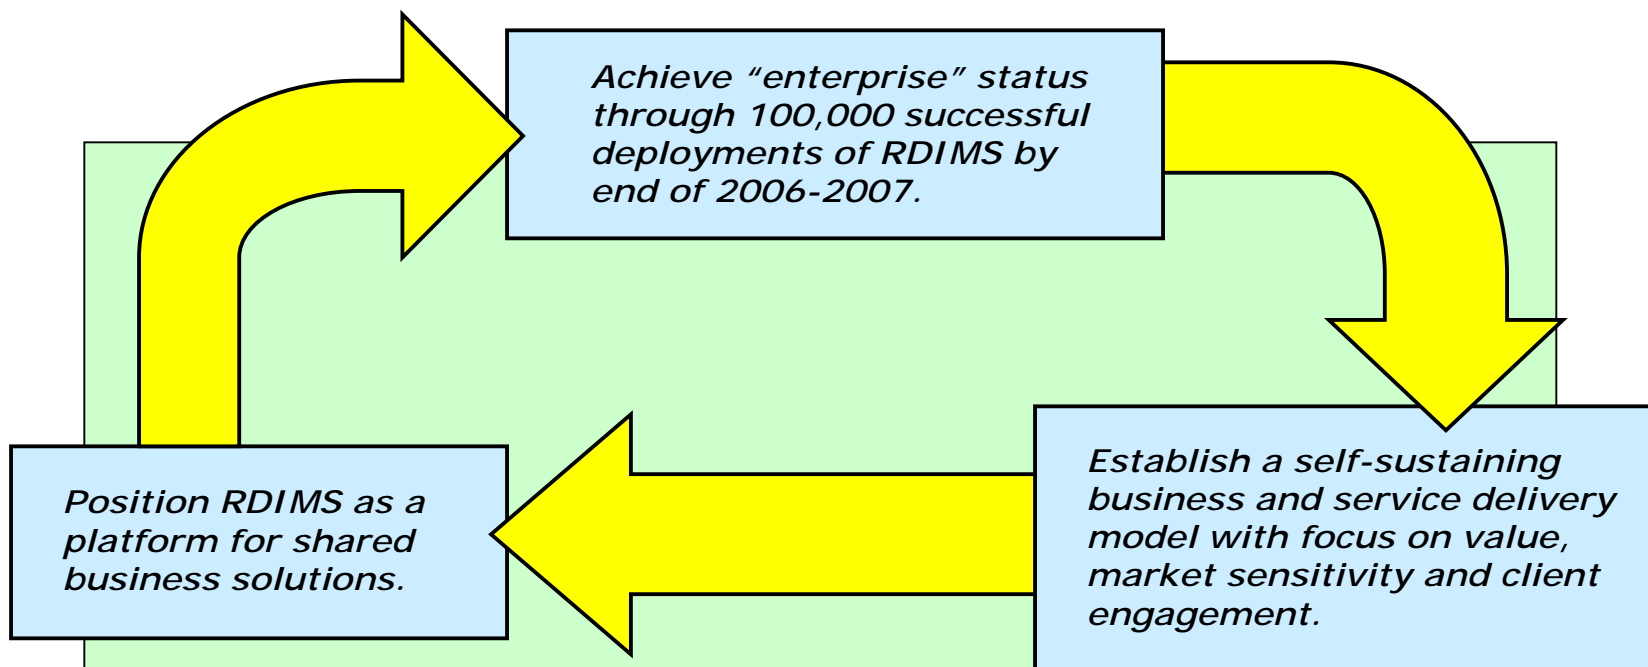 Achieve “enterprise” status
through 100,000 successful
deployments of RDIMS by
end of 2006-2007.
Establish a self-sustaining
business and service delivery
model with focus on value,
market sensitivity and client
engagement.
Position RDIMS as a
platform for shared
business solutions.